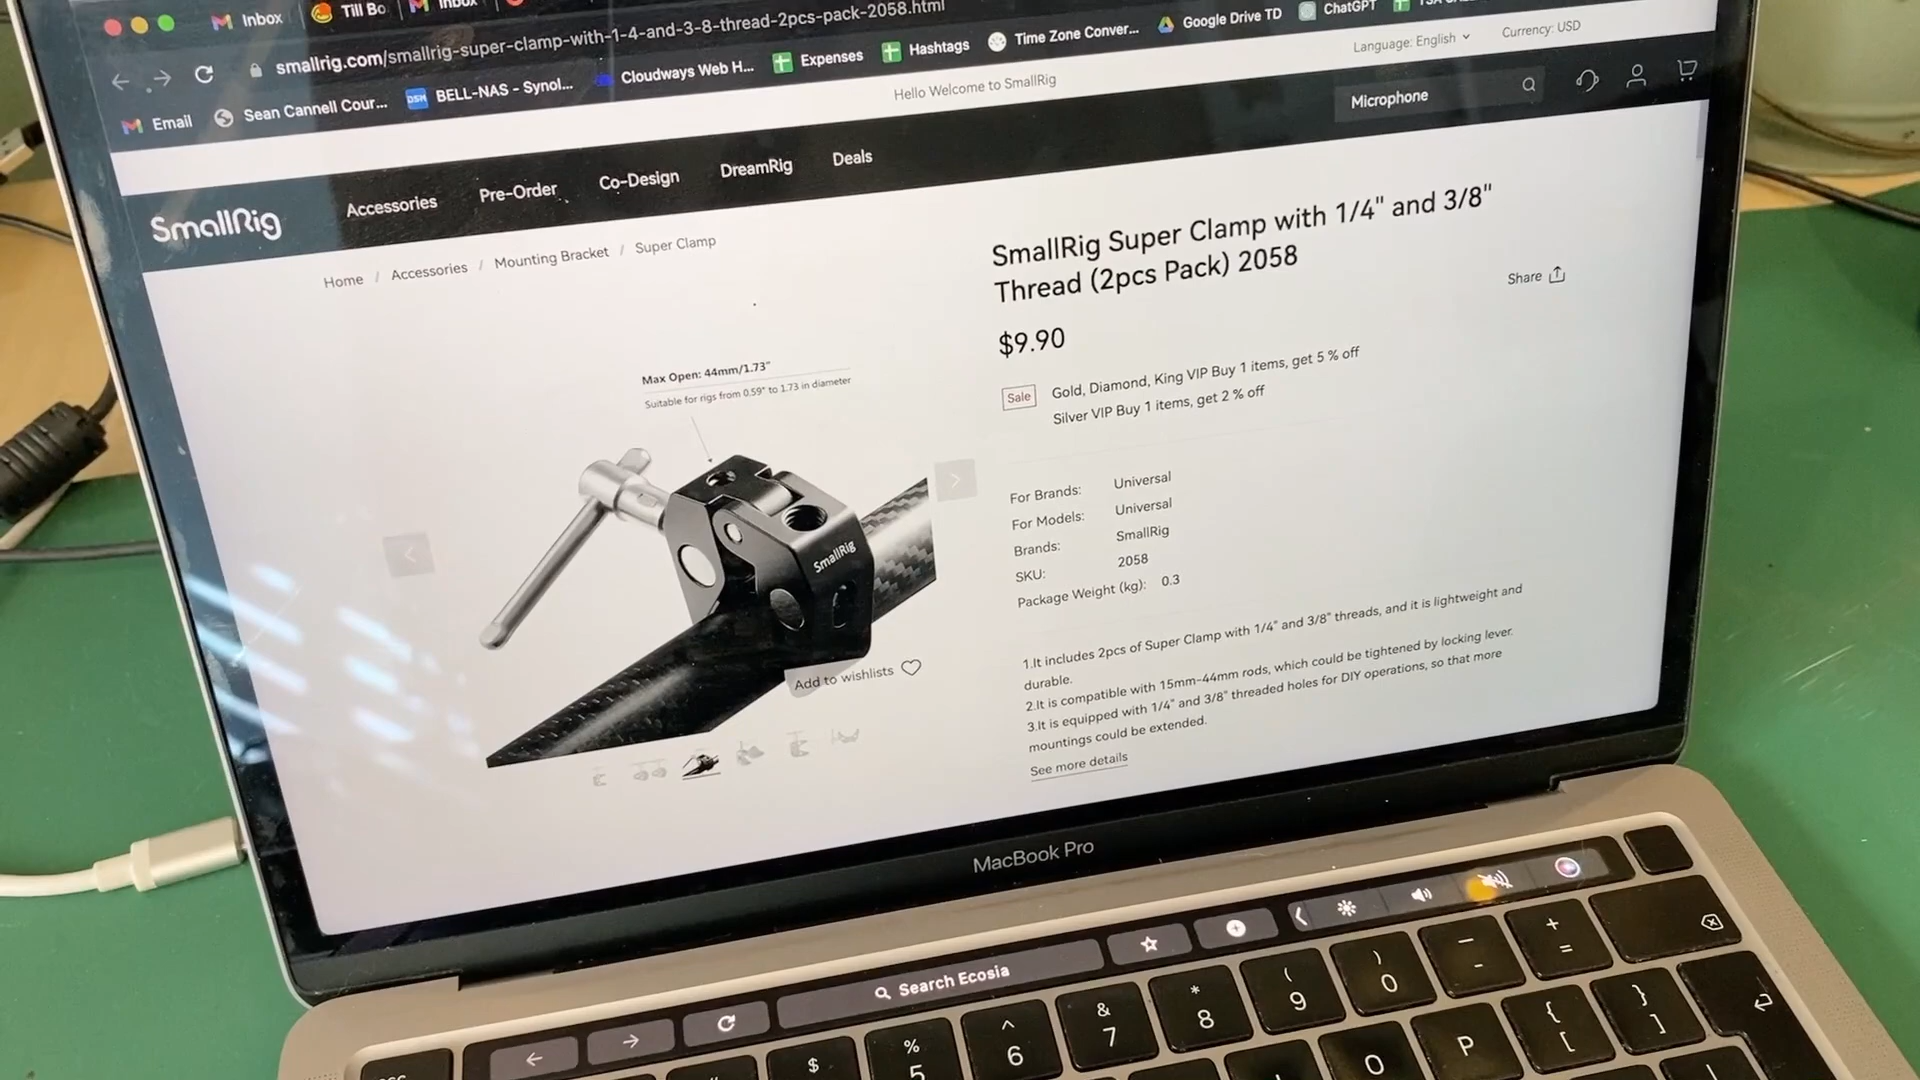 Inbox
Till Bo
Inbox
smallrig.com/smallrig-super-clamp-with-1-4-and-3-8-thread-2pcs-pack-2058.html
Email
Sean Cannell Cour...
DSM
BELL-NAS - Synol...
Cloudways Web H...
Expenses
Hashtags
Time Zone Conver...
Google Drive TD
ChatGPT
Hello Welcome to SmallRig
Language: English
Currency: USD
SmallRig
Accessories
Pre-Order
Co-Design
DreamRig
Deals
Microphone
Home / Accessories / Mounting Bracket / Super Clamp
Max Open: 44mm/1.73"
Suitable for rigs from 0.59" to 1.73 in diameter
SmallRig
Add to wishlists
SmallRig Super Clamp with 1/4" and 3/8"
Thread (2pcs Pack) 2058
Share
$9.90
Sale
Gold, Diamond, King VIP Buy 1 items, get 5 % off
Silver VIP Buy 1 items, get 2 % off
For Brands: Universal
For Models: Universal
Brands: SmallRig
SKU: 2058
Package Weight (kg): 0.3
1.It includes 2pcs of Super Clamp with 1/4" and 3/8" threads, and it is lightweight and
durable.
2.It is compatible with 15mm-44mm rods, which could be tightened by locking lever.
3.It is equipped with 1/4" and 3/8" threaded holes for DIY operations, so that more
mountings could be extended.
See more details
MacBook Pro
Search Ecosia
$
%
5
^
6
&
7
*
8
(
9
)
0
_
-
+
=
O
P
{
[
}
]